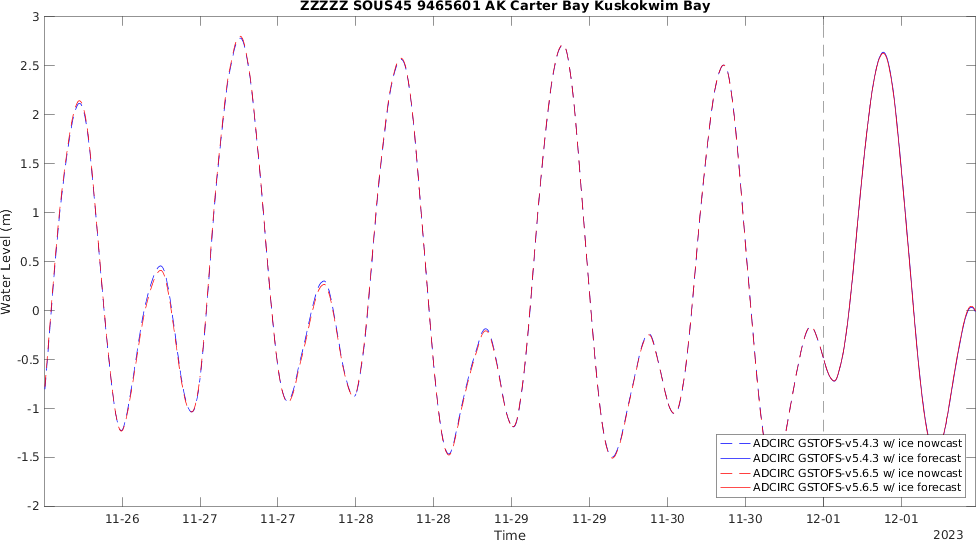 ZZZZZ SOUS45 9465601 AK Carter Bay Kuskokwim Bay
3
2.5
2
1.5
1
0.5
0
-0.5
-1
-1.5
-2
Water Level (m)
ADCIRC GSTOFS-v5.4.3 w/ ice nowcast
ADCIRC GSTOFS-v5.4.3 w/ ice forecast
ADCIRC GSTOFS-v5.6.5 w/ ice nowcast
ADCIRC GSTOFS-v5.6.5 w/ ice forecast
11-26 11-27 11-27 11-28 11-28 11-29 11-29 11-30 11-30 12-01 12-01
Time
2023